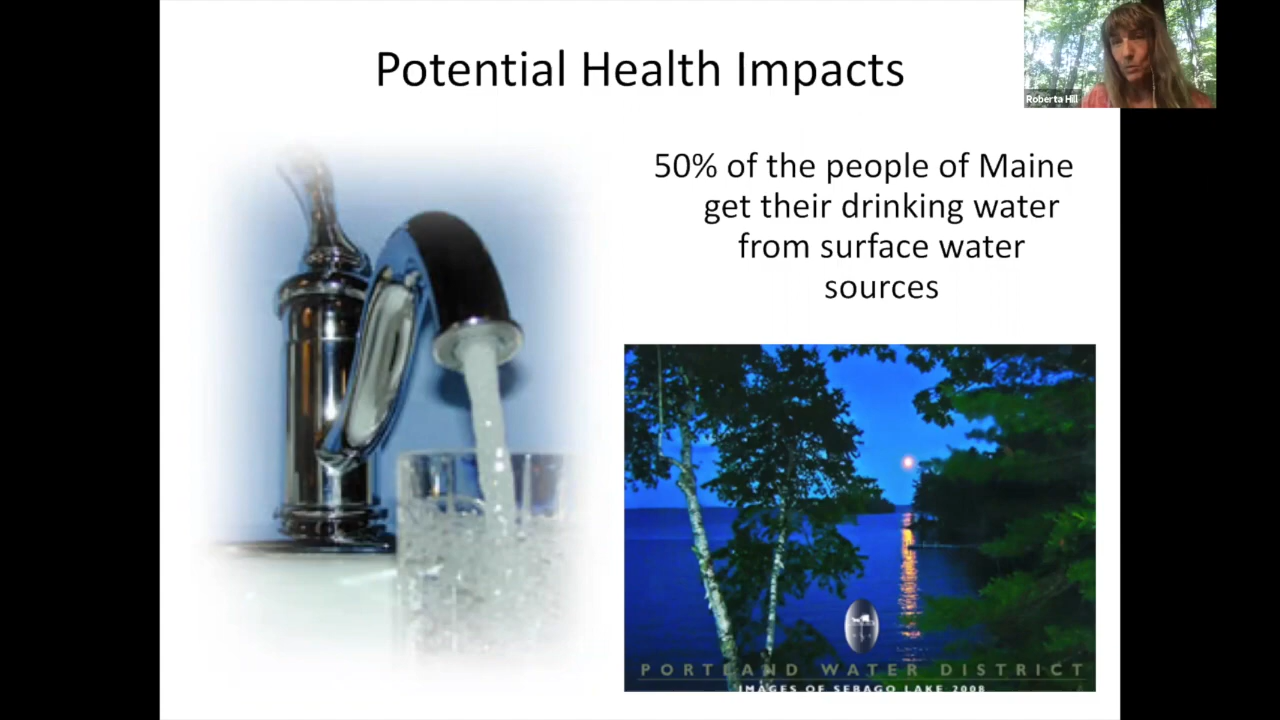 Potential Health Impacts
Roberta Hill
50% of the people of Maine
get their drinking water
from surface water
sources
PORTLAND WATER DISTRICT
IMAGES OF SEBAGO LAKE 2008